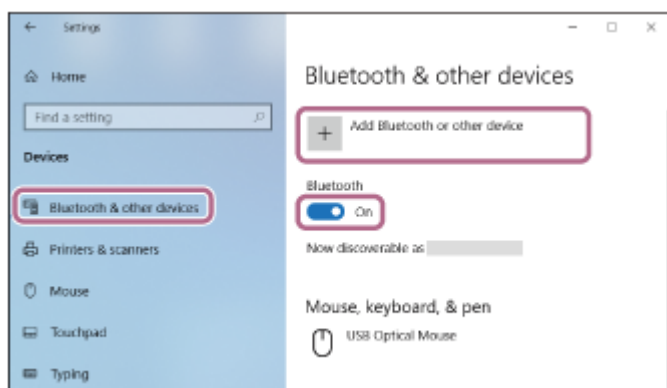 Settings
Home
Find a setting
Devices
Bluetooth & other devices
Printers & scanners
Mouse
Touchpad
Typing
Bluetooth & other devices
Add Bluetooth or other device
Bluetooth
On
Now discoverable as
Mouse, keyboard, & pen
USB Optical Mouse